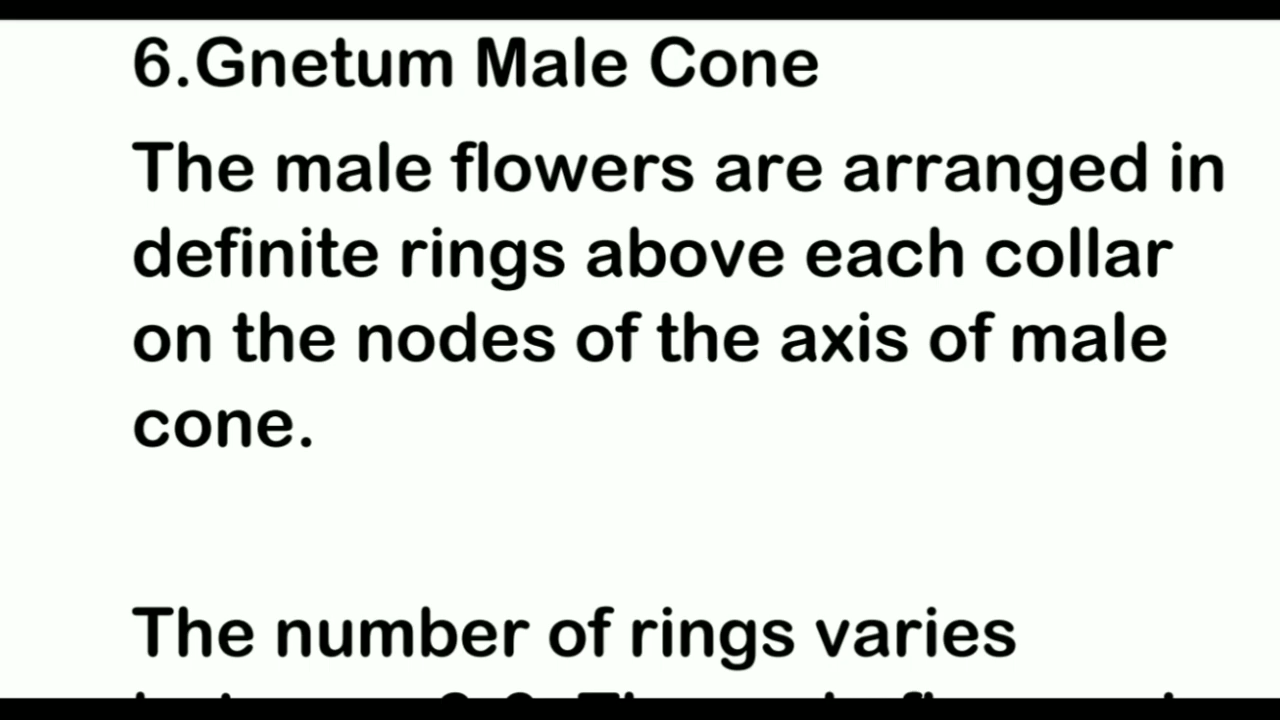 6.Gnetum Male Cone
The male flowers are arranged in
definite rings above each collar
on the nodes of the axis of male
cone.
The number of rings varies